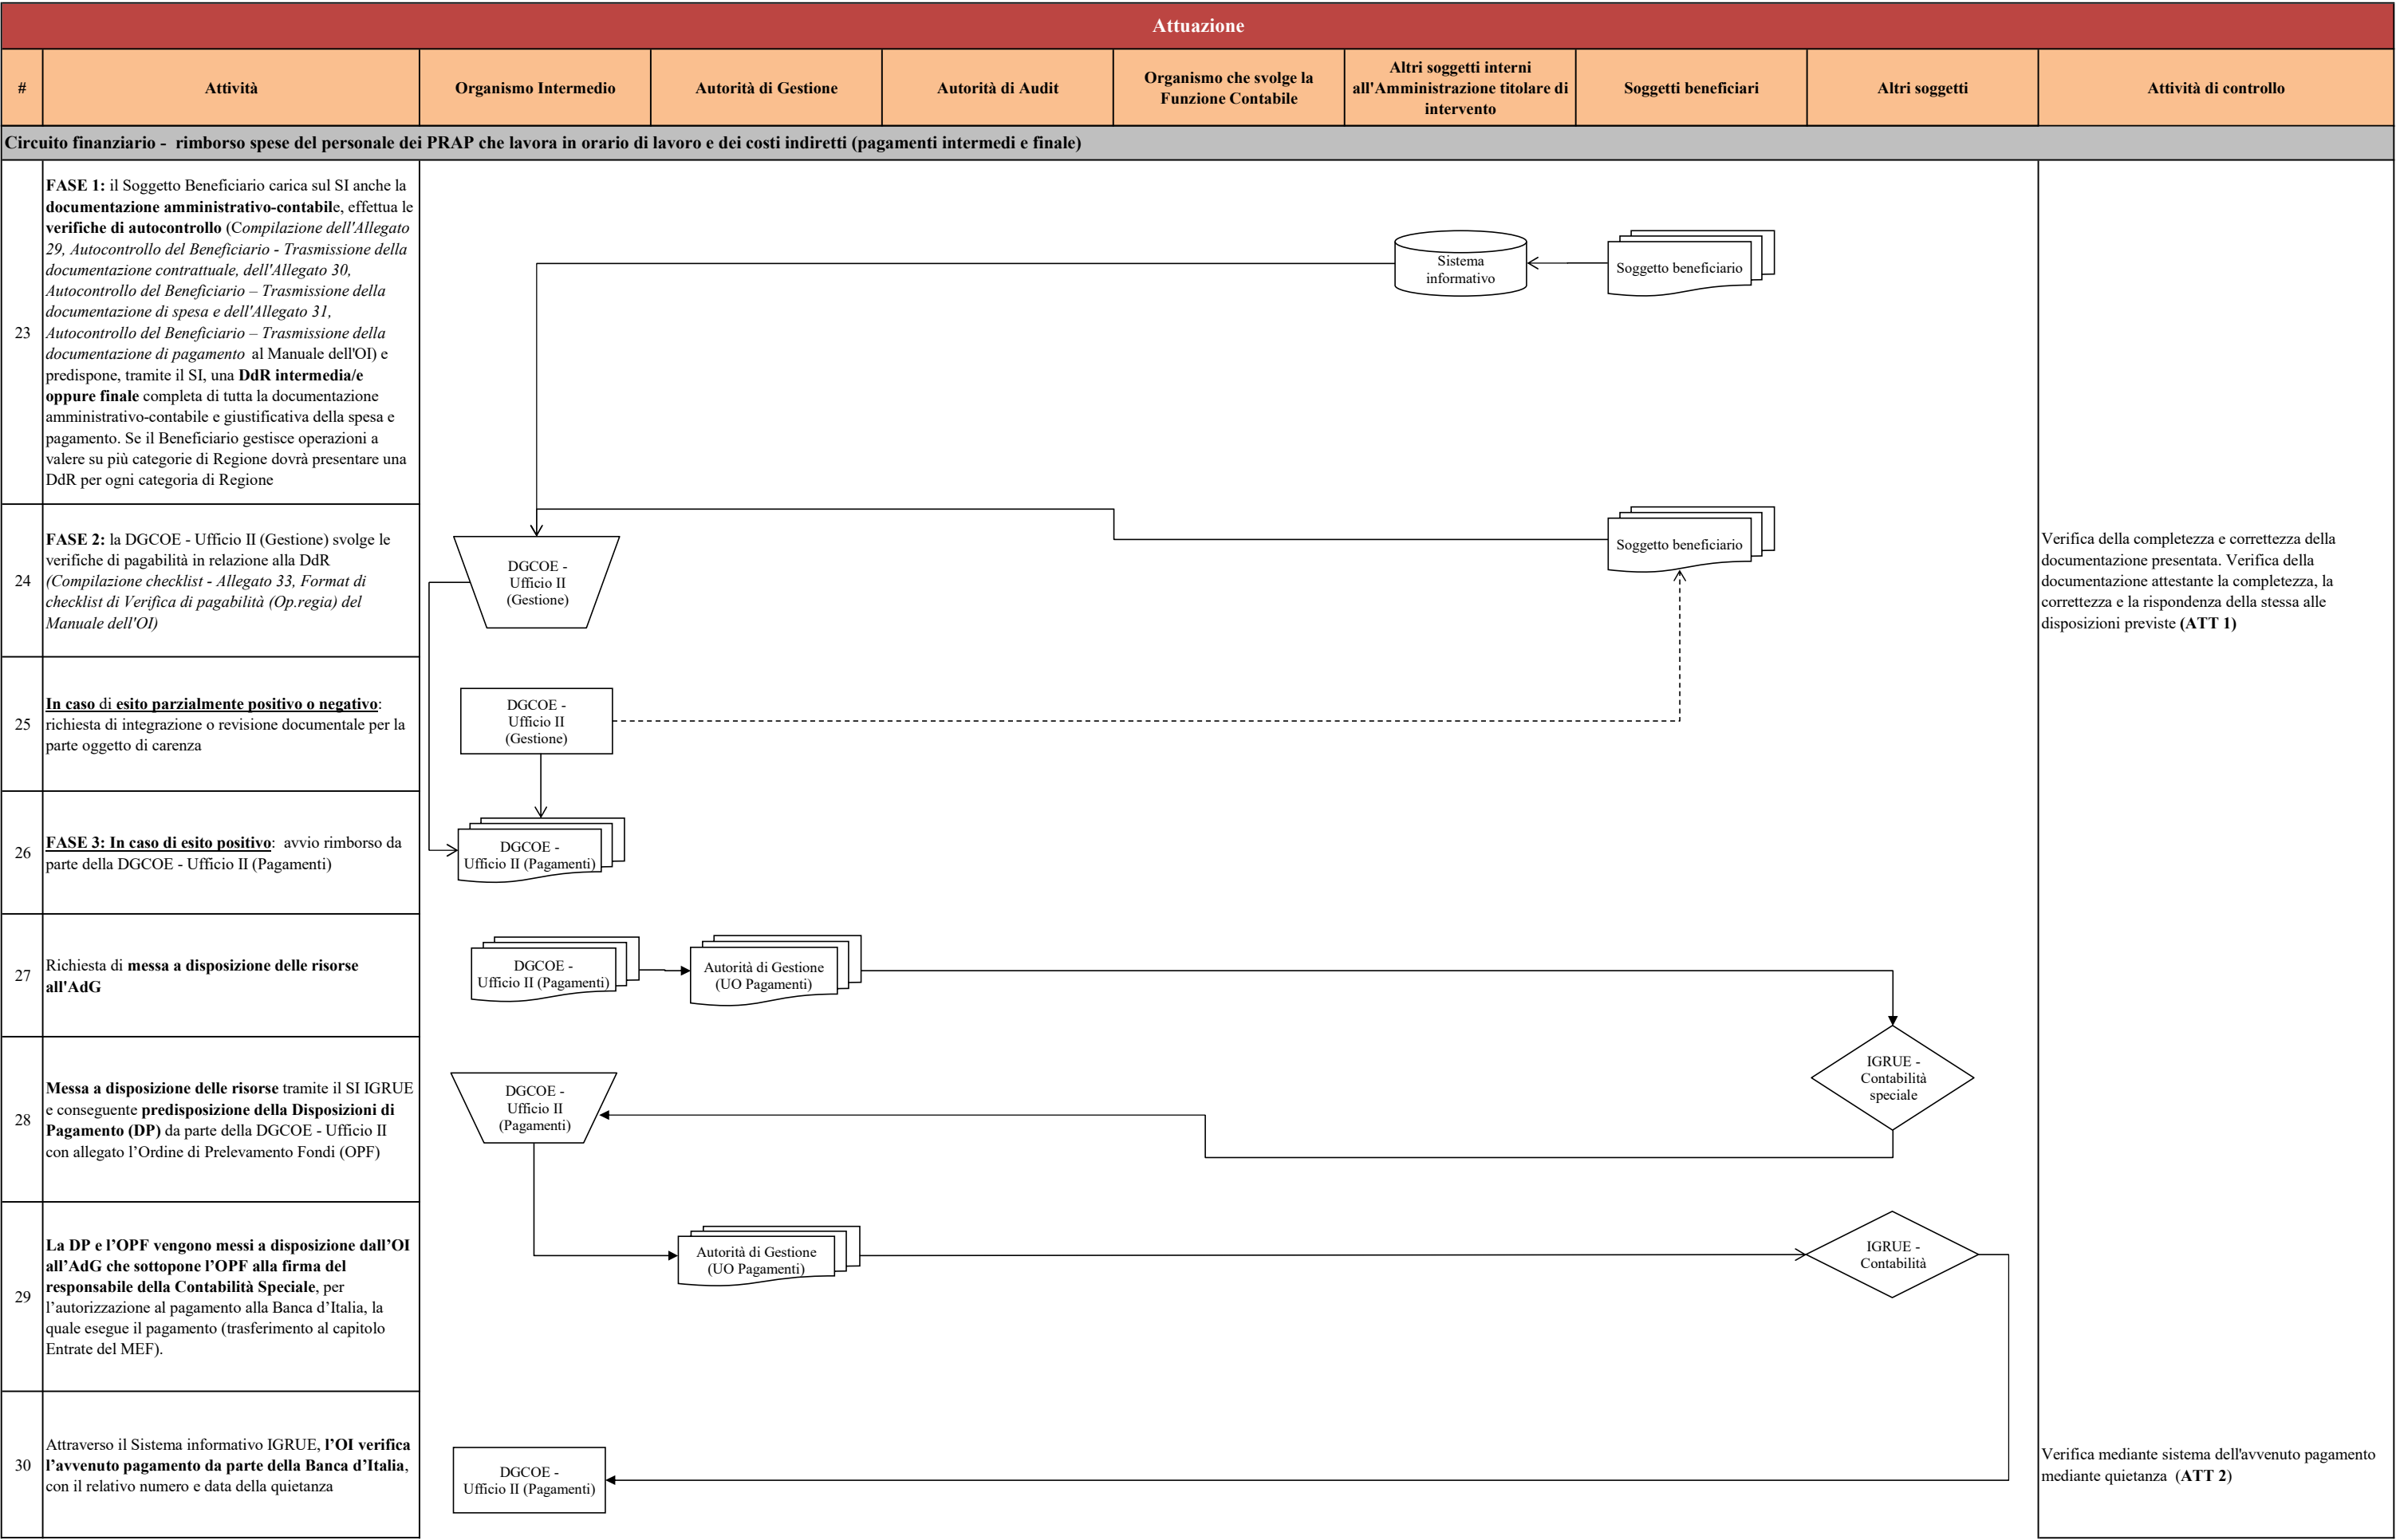 Attuazione
#
Attività
Organismo Intermedio
Autorità di Gestione
Autorità di Audit
Organismo che svolge la
Funzione Contabile
Altri soggetti interni
all'Amministrazione titolare di
intervento
Soggetti beneficiari
Altri soggetti
Attività di controllo
Circuito finanziario -  rimborso spese del personale dei PRAP che lavora in orario di lavoro e dei costi indiretti (pagamenti intermedi e finale)
23
FASE 1: il Soggetto Beneficiario carica sul SI anche la
documentazione amministrativo-contabile, effettua le
verifiche di autocontrollo (Compilazione dell'Allegato
29, Autocontrollo del Beneficiario - Trasmissione della
documentazione contrattuale, dell'Allegato 30,
Autocontrollo del Beneficiario – Trasmissione della
documentazione di spesa e dell'Allegato 31,
Autocontrollo del Beneficiario – Trasmissione della
documentazione di pagamento al Manuale dell'OI) e
predispone, tramite il SI, una DdR intermedia/e
oppure finale completa di tutta la documentazione
amministrativo-contabile e giustificativa della spesa e
pagamento. Se il Beneficiario gestisce operazioni a
valere su più categorie di Regione dovrà presentare una
DdR per ogni categoria di Regione
Sistema
informativo
Soggetto beneficiario
24
FASE 2: la DGCOE - Ufficio II (Gestione) svolge le
verifiche di pagabilità in relazione alla DdR
(Compilazione checklist - Allegato 33, Format di
checklist di Verifica di pagabilità (Op.regia) del
Manuale dell'OI)
DGCOE -
Ufficio II
(Gestione)
Soggetto beneficiario
Verifica della completezza e correttezza della
documentazione presentata. Verifica della
documentazione attestante la completezza, la
correttezza e la rispondenza della stessa alle
disposizioni previste (ATT 1)
25
In caso di esito parzialmente positivo o negativo:
richiesta di integrazione o revisione documentale per la
parte oggetto di carenza
DGCOE -
Ufficio II
(Gestione)
26
FASE 3: In caso di esito positivo:  avvio rimborso da
parte della DGCOE - Ufficio II (Pagamenti)
DGCOE -
Ufficio II (Pagamenti)
27
Richiesta di messa a disposizione delle risorse
all'AdG
DGCOE -
Ufficio II (Pagamenti)
Autorità di Gestione
(UO Pagamenti)
28
Messa a disposizione delle risorse tramite il SI IGRUE
e conseguente predisposizione della Disposizioni di
Pagamento (DP) da parte della DGCOE - Ufficio II
con allegato l’Ordine di Prelevamento Fondi (OPF)
DGCOE -
Ufficio II
(Pagamenti)
IGRUE -
Contabilità
speciale
29
La DP e l’OPF vengono messi a disposizione dall’OI
all’AdG che sottopone l’OPF alla firma del
responsabile della Contabilità Speciale, per
l’autorizzazione al pagamento alla Banca d’Italia, la
quale esegue il pagamento (trasferimento al capitolo
Entrate del MEF).
Autorità di Gestione
(UO Pagamenti)
IGRUE -
Contabilità
30
Attraverso il Sistema informativo IGRUE, l’OI verifica
l’avvenuto pagamento da parte della Banca d’Italia,
con il relativo numero e data della quietanza
DGCOE -
Ufficio II (Pagamenti)
Verifica mediante sistema dell'avvenuto pagamento
mediante quietanza  (ATT 2)